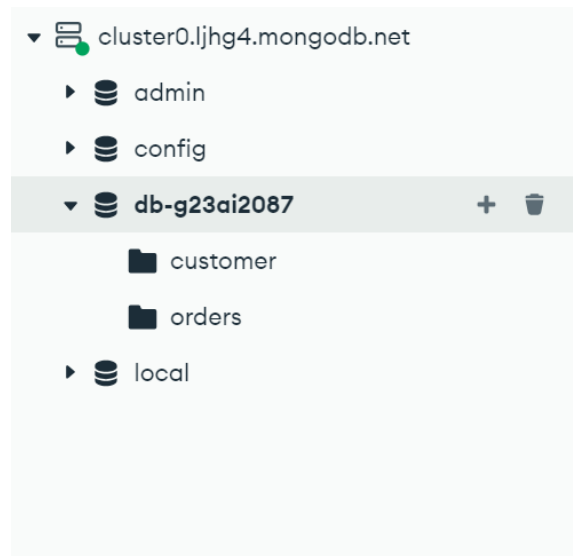 cluster0.ljhg4.mongodb.net
admin
config
db-g23ai2087
customer
orders
local